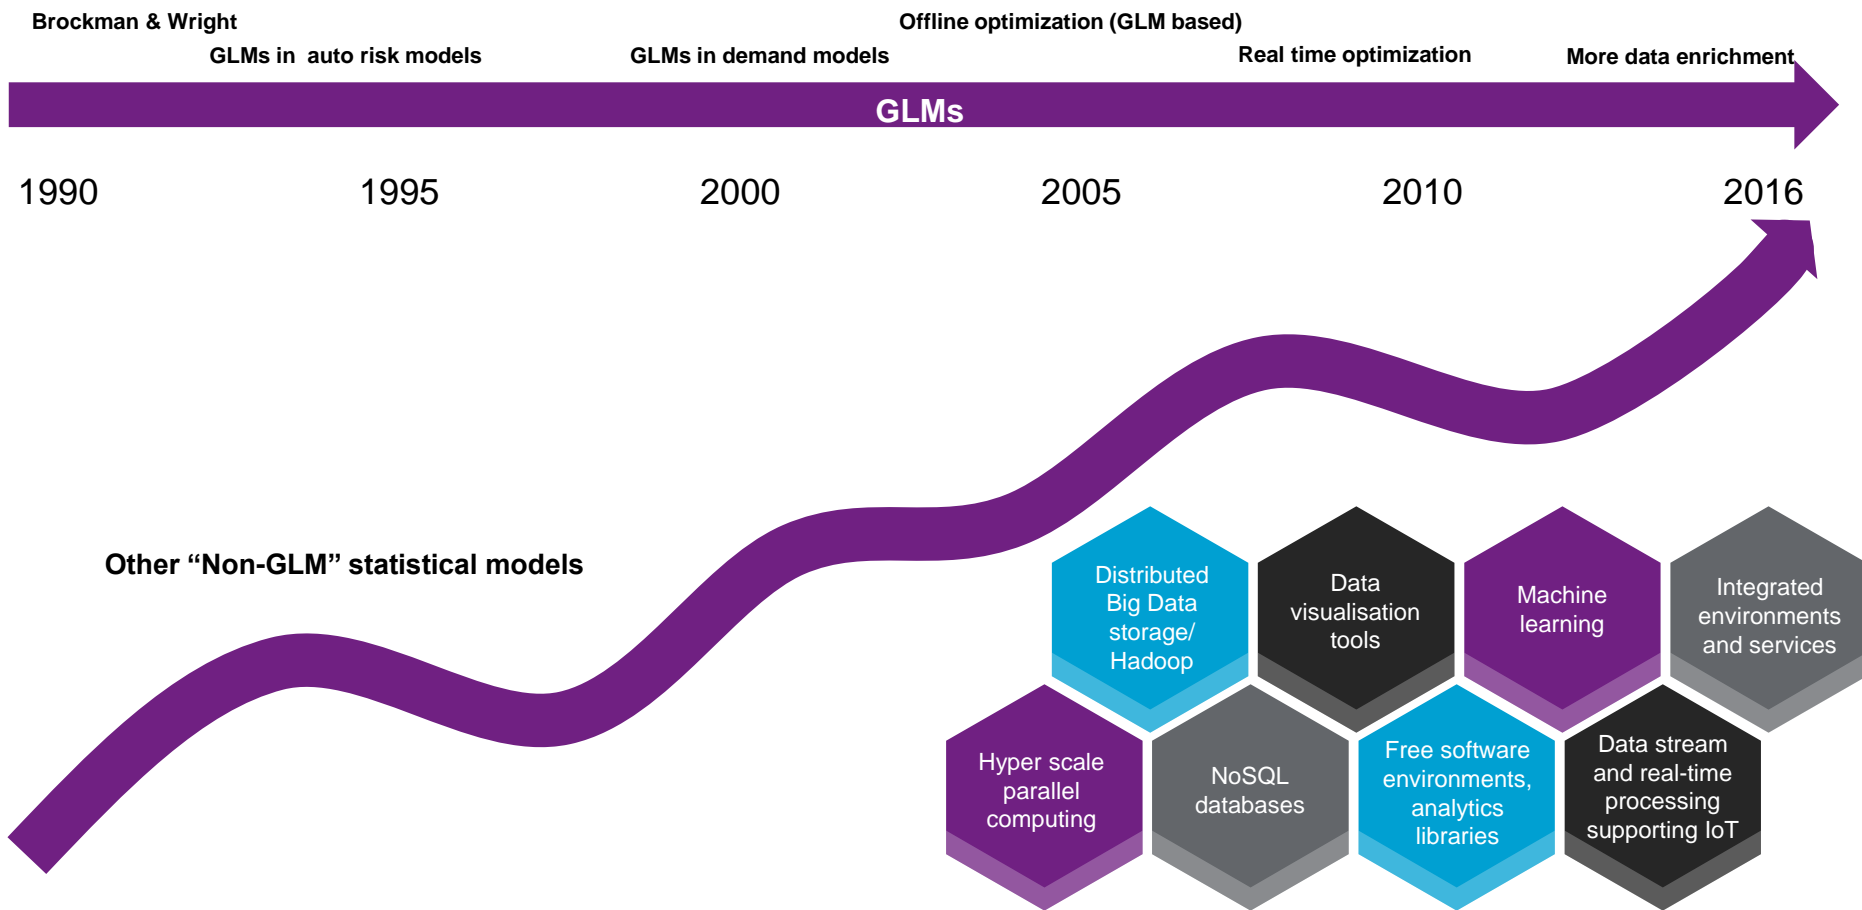 Brockman & Wright
Offline optimization (GLM based)
GLMs in  auto risk models
GLMs in demand models
Real time optimization
More data enrichment
GLMs
1990
1995
2000
2005
2010
2016
Other “Non-GLM” statistical models
Distributed
Big Data
storage/
Hadoop
Data
visualisation
tools
Machine
learning
Integrated
environments
and services
Hyper scale
parallel
computing
NoSQL
databases
Free software
environments,
analytics
libraries
Data stream
and real-time
processing
supporting IoT